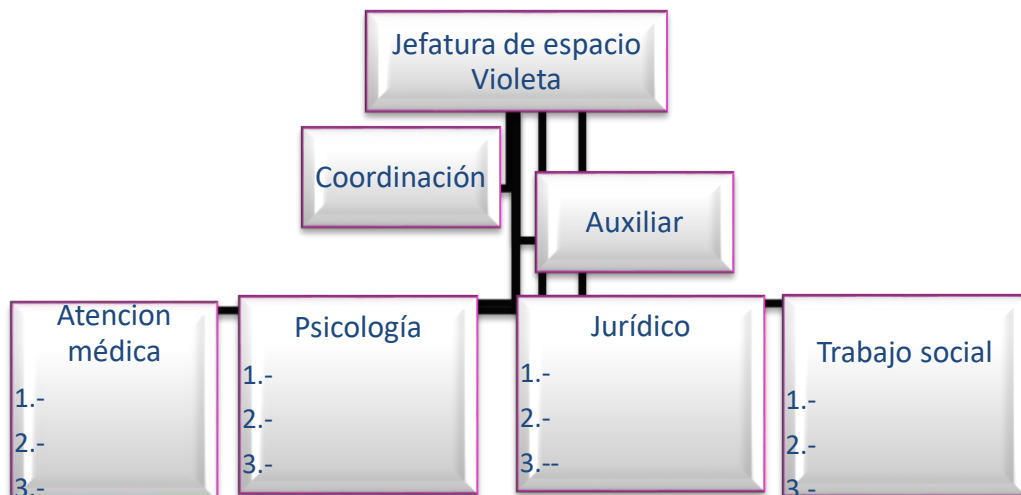 Jefatura de espacio
Violeta
Coordinación
Auxiliar
Atencion
médica
1.-
2.-
3.-
Psicología
1.-
2.-
3.-
Jurídico
1.-
2.-
3.--
Trabajo social
1.-
2.-
3.-